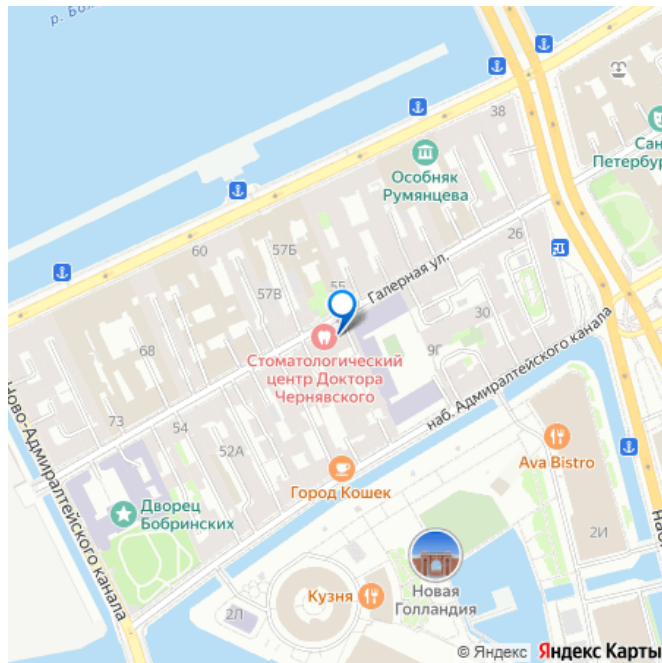 р. Бол
38
Сан
Петербур
Особняк
Румянцева
26
60
57Б
55
Галерная ул.
57В
30
68
Стоматологический
центр Доктора
Чернявского
9Г
наб. Адмиралтейского канала
Ново-Адмиралтейского канала
73
54
52А
Ava Bistro
Город Кошек
Дворец
Бобринских
2И
наб.
Кузня
Новая
Голландия
2Л
© Яндекс Яндекс Карты